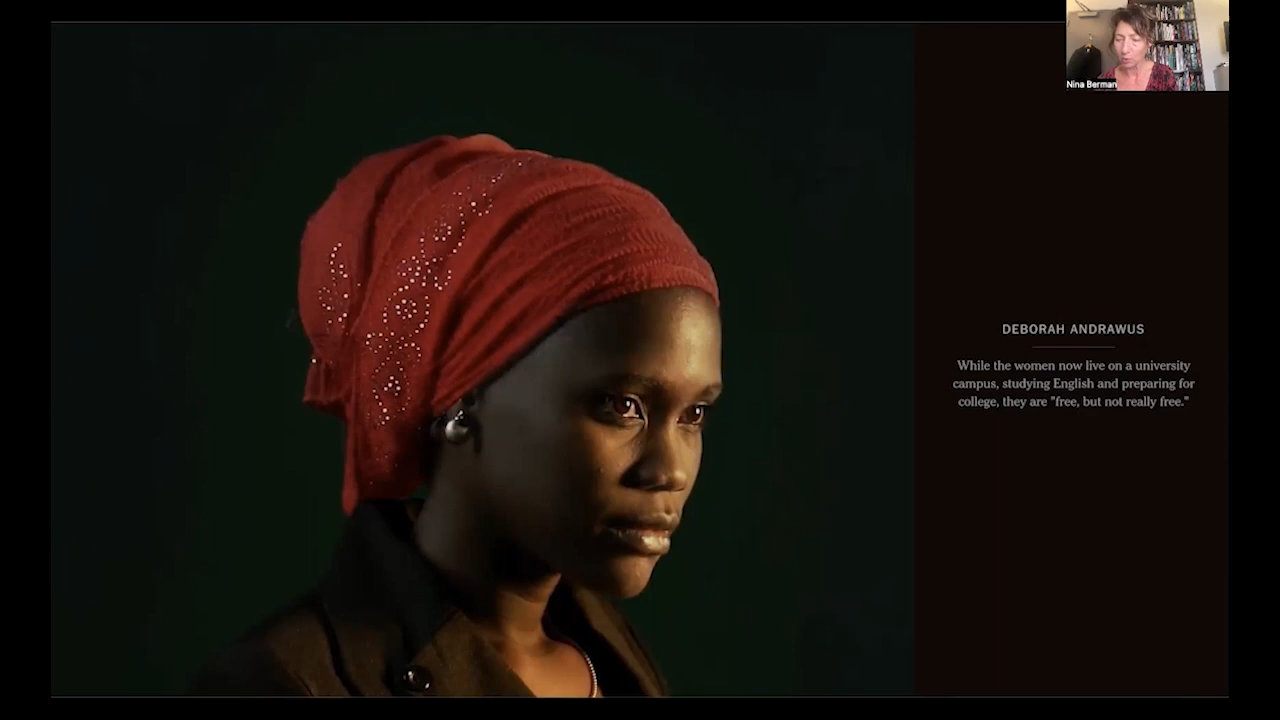 Nina Berman
DEBORAH ANDRAWUS
While the women now live on a university
campus, studying English and preparing for
college, they are "free, but not really free."